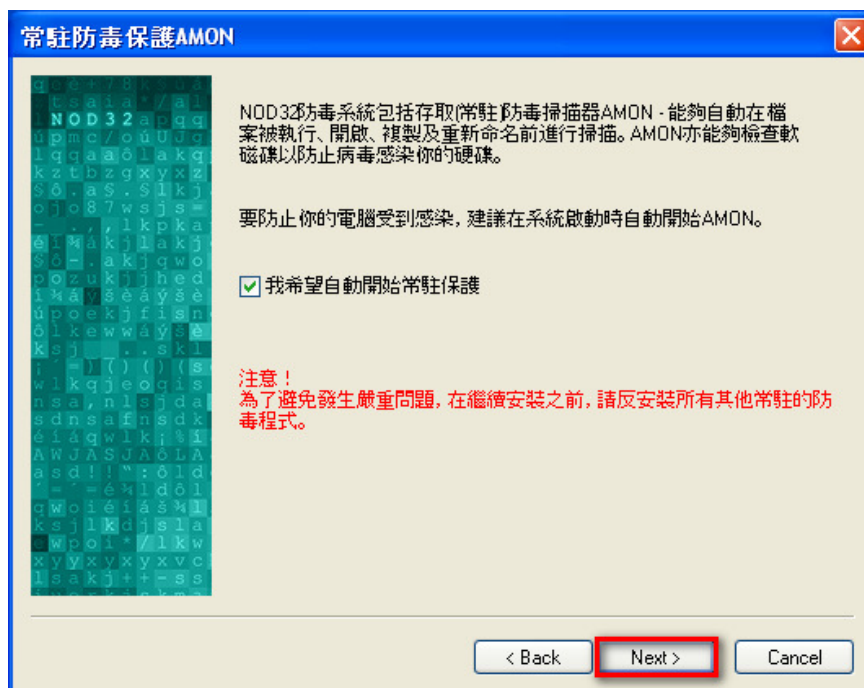 常駐防毒保護AMON
NOD32
NOD32防毒系統包括存取(常駐)防毒掃描器AMON - 能夠自動在檔
案被執行、開啟、複製及重新命名前進行掃描。AMON亦能夠檢查軟
磁碟以防止病毒感染你的硬碟。
要防止你的電腦受到感染, 建議在系統啟動時自動開始AMON。
我希望自動開始常駐保護
注意！
為了避免發生嚴重問題, 在繼續安裝之前, 請反安裝所有其他常駐的防
毒程式。
< Back
Next >
Cancel